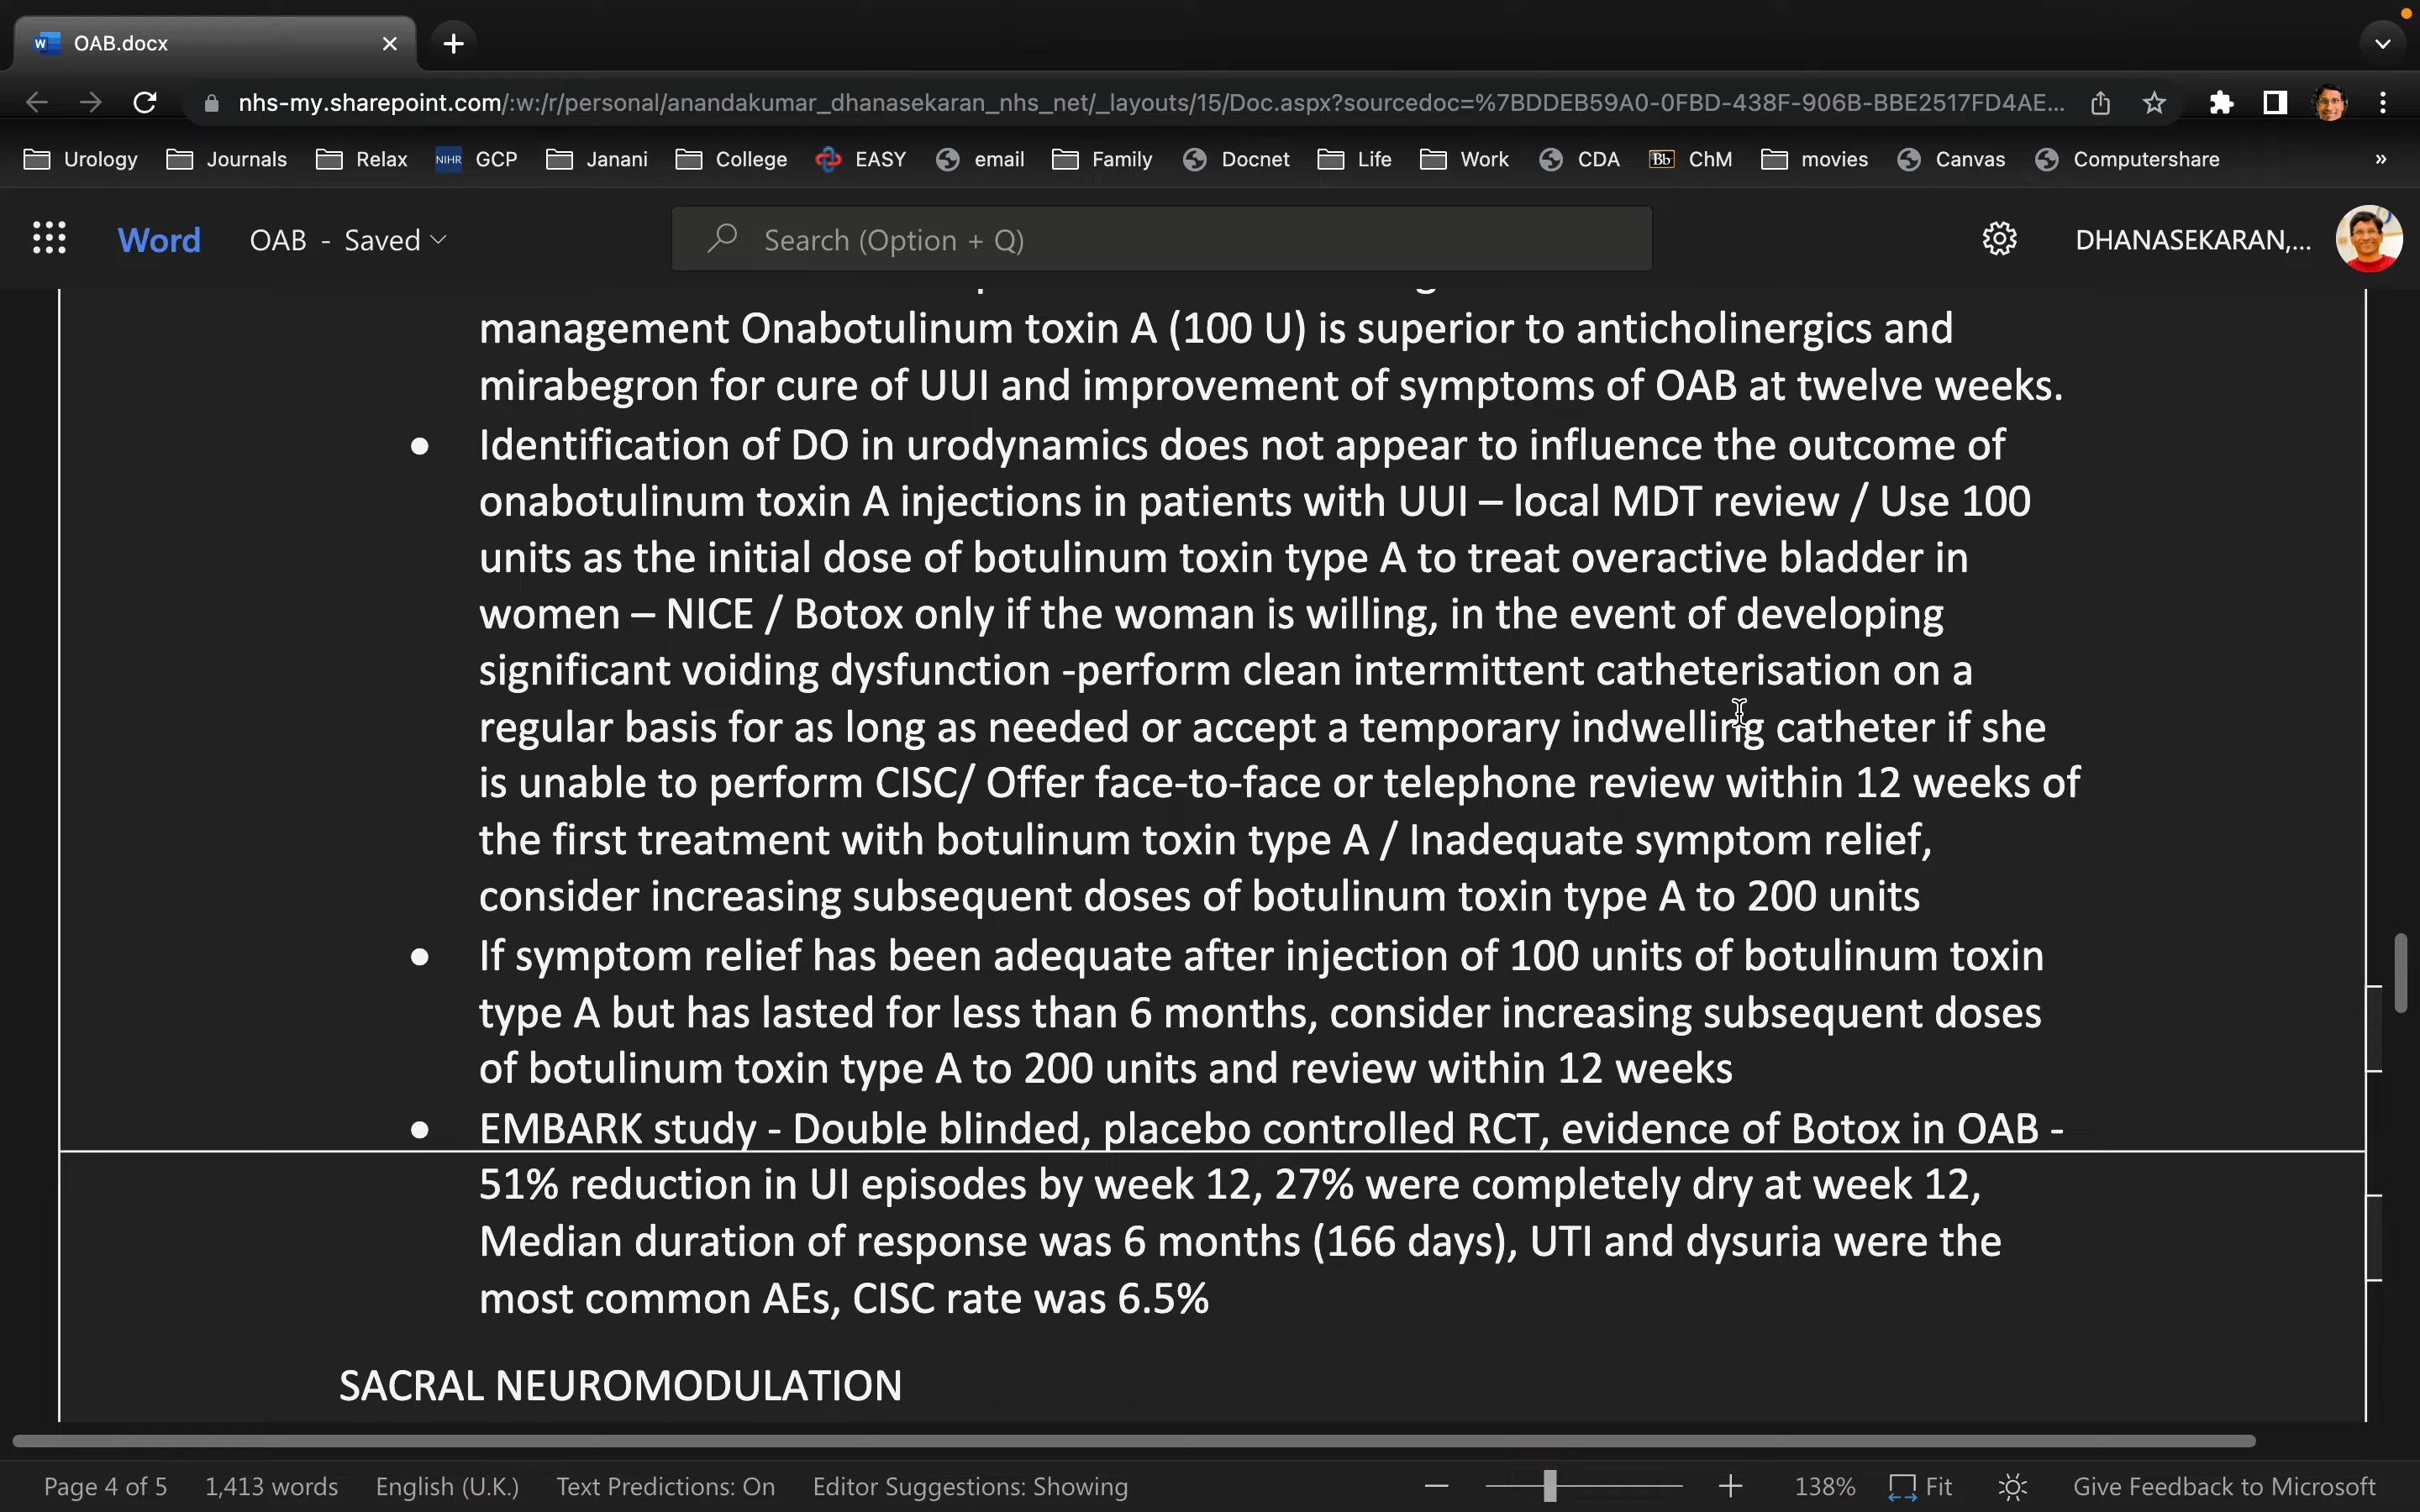 OAB.docx
nhs-my.sharepoint.com/:w:/r/personal/anandakumar_dhanasekaran_nhs_net/_layouts/15/Doc.aspx?sourcedoc=%7BDDEB59A0-0FBD-438F-906B-BBE2517FD4AE...
Urology Journals Relax NIHR GCP Janani College EASY email Family Docnet Life Work CDA Bb ChM movies Canvas Computershare »
Word OAB - Saved Search (Option + Q) DHANASEKARAN,...
management Onabotulinum toxin A (100 U) is superior to anticholinergics and
mirabegron for cure of UUI and improvement of symptoms of OAB at twelve weeks.
• Identification of DO in urodynamics does not appear to influence the outcome of
onabotulinum toxin A injections in patients with UUI – local MDT review / Use 100
units as the initial dose of botulinum toxin type A to treat overactive bladder in
women – NICE / Botox only if the woman is willing, in the event of developing
significant voiding dysfunction -perform clean intermittent catheterisation on a
regular basis for as long as needed or accept a temporary indwelling catheter if she
is unable to perform CISC/ Offer face-to-face or telephone review within 12 weeks of
the first treatment with botulinum toxin type A / Inadequate symptom relief,
consider increasing subsequent doses of botulinum toxin type A to 200 units
• If symptom relief has been adequate after injection of 100 units of botulinum toxin
type A but has lasted for less than 6 months, consider increasing subsequent doses
of botulinum toxin type A to 200 units and review within 12 weeks
• EMBARK study - Double blinded, placebo controlled RCT, evidence of Botox in OAB -
51% reduction in UI episodes by week 12, 27% were completely dry at week 12,
Median duration of response was 6 months (166 days), UTI and dysuria were the
most common AEs, CISC rate was 6.5%
SACRAL NEUROMODULATION
Page 4 of 5 1,413 words English (U.K.) Text Predictions: On Editor Suggestions: Showing 138% Fit Give Feedback to Microsoft